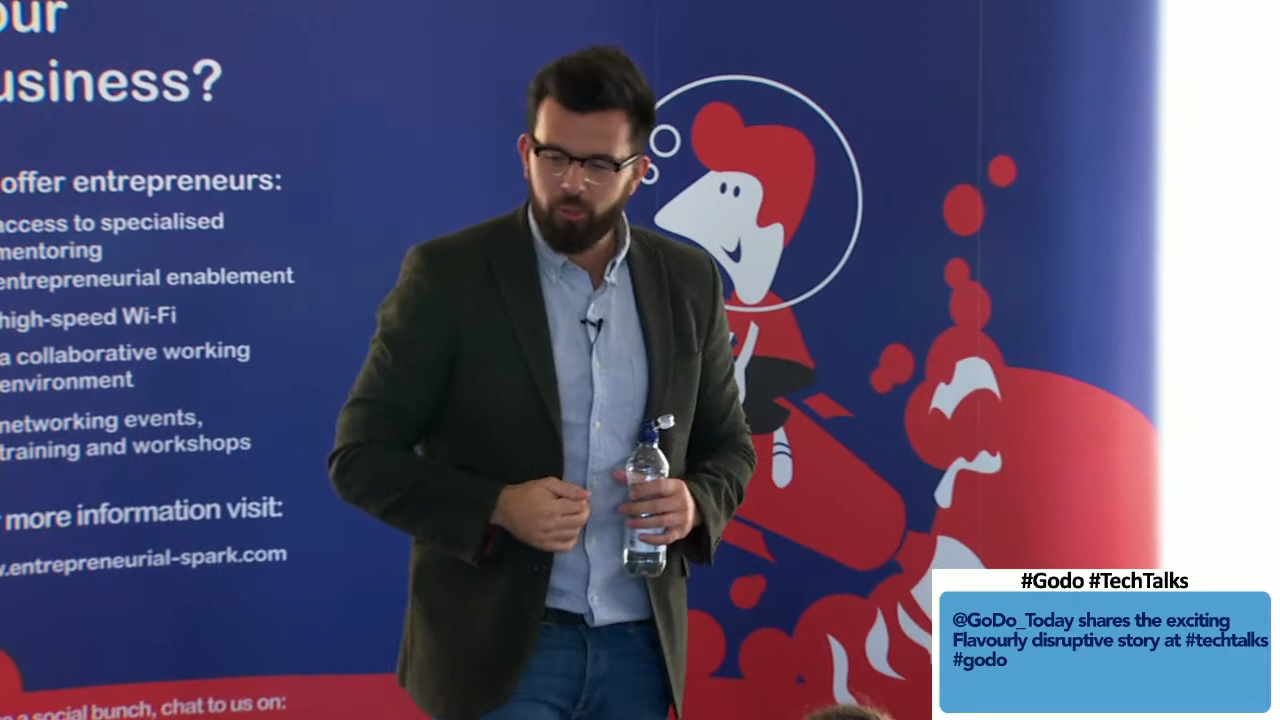 our
usiness?
offer entrepreneurs:
access to specialised
mentoring
entrepreneurial enablement
high-speed Wi-Fi
a collaborative working
environment
networking events,
training and workshops
r more information visit:
w.entrepreneurial-spark.com
e a social bunch, chat to us on:
#Godo #TechTalks
@GoDo_Today shares the exciting
Flavourly disruptive story at #techtalks
#godo